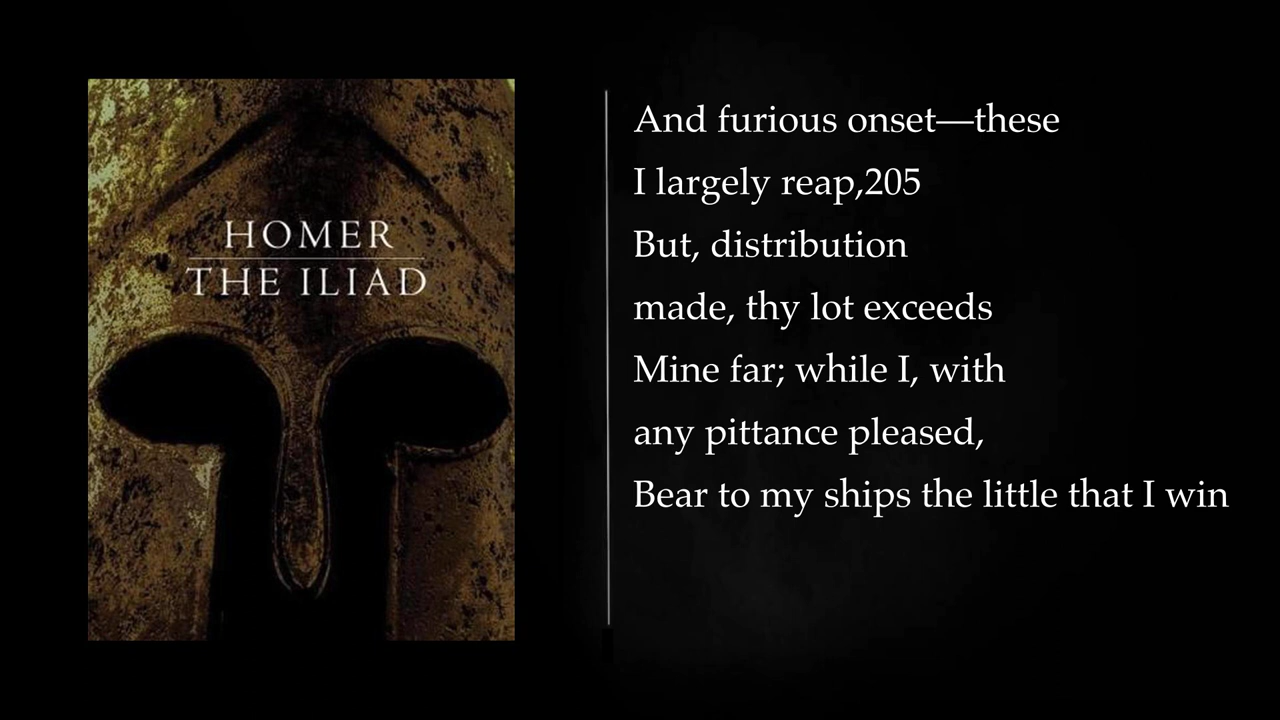 HOMER
THE ILIAD
And furious onset—these
I largely reap,205
But, distribution
made, thy lot exceeds
Mine far; while I, with
any pittance pleased,
Bear to my ships the little that I win